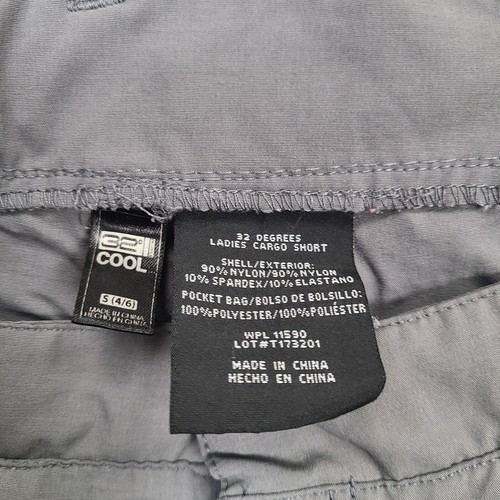 32°
COOL
S (4/6)
MADE IN CHINA
HECHO EN CHINA
32 DEGREES
LADIES CARGO SHORT
SHELL/EXTERIOR:
90%NYLON/90%NYLON
10% SPANDEX/10% ELASTANO
POCKET BAG/BOLSO DE BOLSILLO:
100%POLYESTER/100%POLIÉSTER
WPL 11590
LOT#T173201
MADE IN CHINA
HECHO EN CHINA